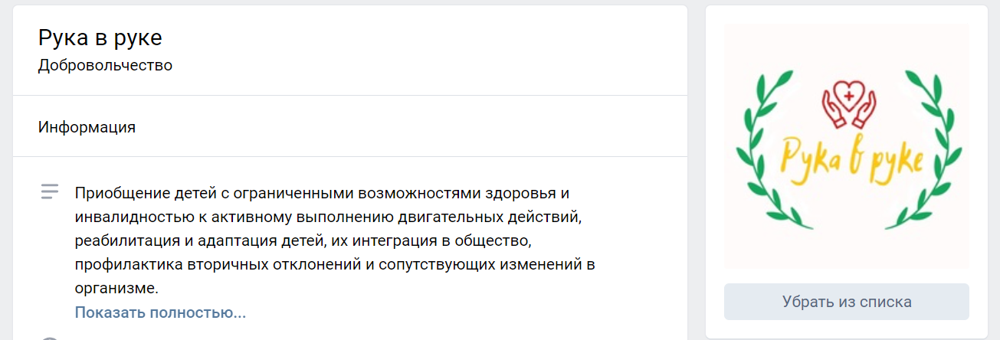 Рука в руке
Добровольчество
Информация
Приобщение детей с ограниченными возможностями здоровья и
инвалидностью к активному выполнению двигательных действий,
реабилитация и адаптация детей, их интеграция в общество,
профилактика вторичных отклонений и сопутствующих изменений в
организме.
Показать полностью...
Рука в руке
Убрать из списка